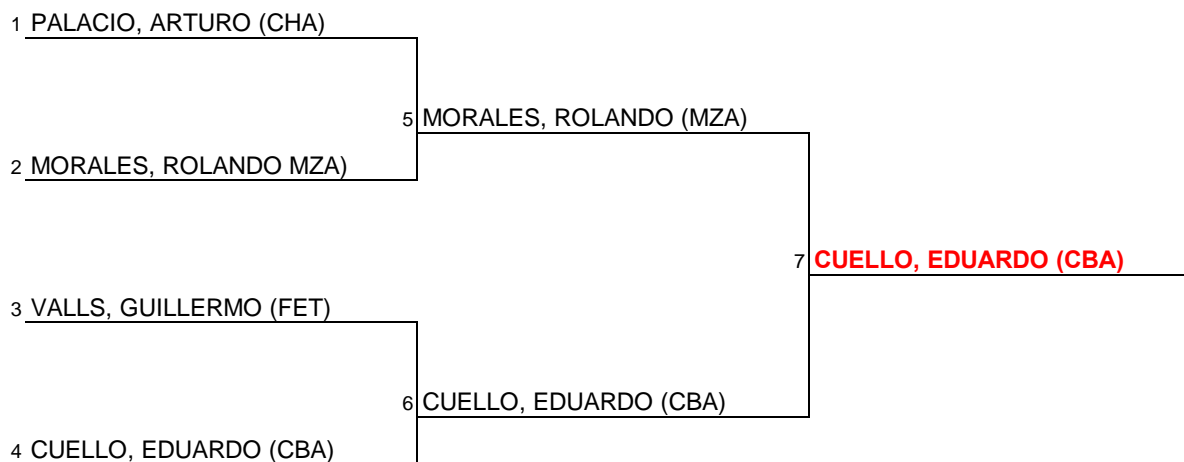 1 PALACIO, ARTURO (CHA)
5 MORALES, ROLANDO (MZA)
2 MORALES, ROLANDO MZA)
7 CUELLO, EDUARDO (CBA)
3 VALLS, GUILLERMO (FET)
6 CUELLO, EDUARDO (CBA)
4 CUELLO, EDUARDO (CBA)